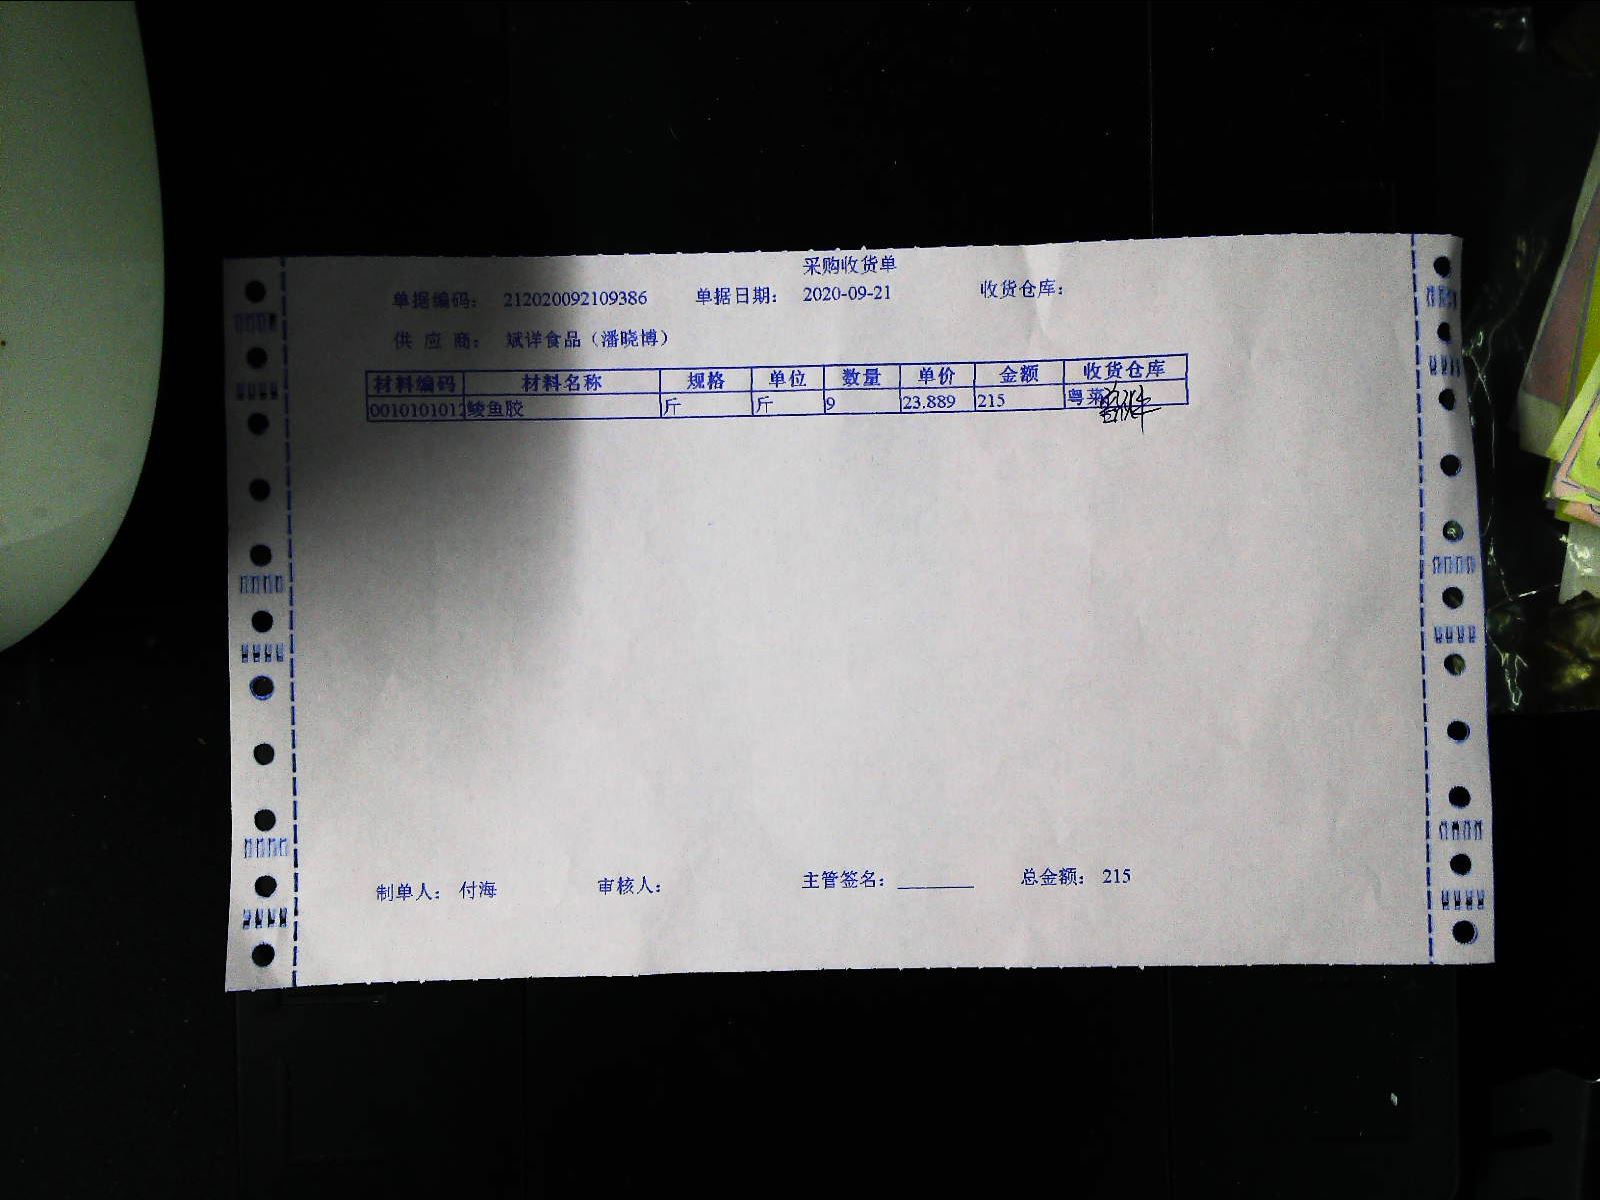 采购收货单
单据编码： 212020092109386 单据日期： 2020-09-21 收货仓库：
供 应 商： 斌详食品（潘晓博）
材料编码 材料名称 规格 单位 数量 单价 金额 收货仓库
0010101012 鲮鱼胶 斤 斤 9 23.889 215 粤菜
制单人： 付海 审核人： 主管签名： 总金额： 215